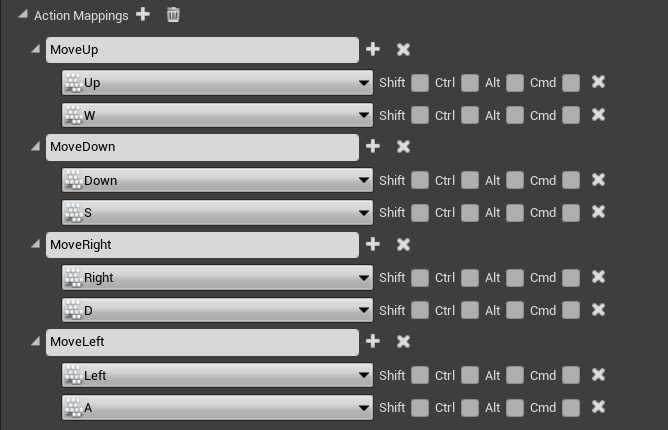 Action Mappings
MoveUp
Up Shift Ctrl Alt Cmd
W Shift Ctrl Alt Cmd
MoveDown
Down Shift Ctrl Alt Cmd
S Shift Ctrl Alt Cmd
MoveRight
Right Shift Ctrl Alt Cmd
D Shift Ctrl Alt Cmd
MoveLeft
Left Shift Ctrl Alt Cmd
A Shift Ctrl Alt Cmd